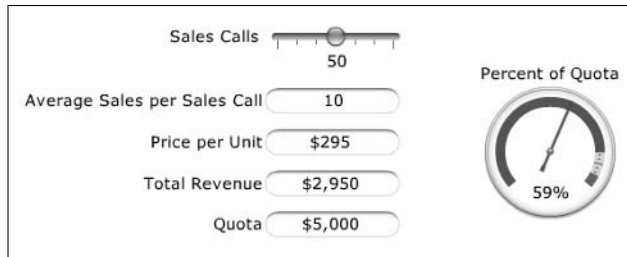 Sales Calls
50
Average Sales per Sales Call 10
Price per Unit $295
Total Revenue $2,950
Quota $5,000
Percent of Quota
59%